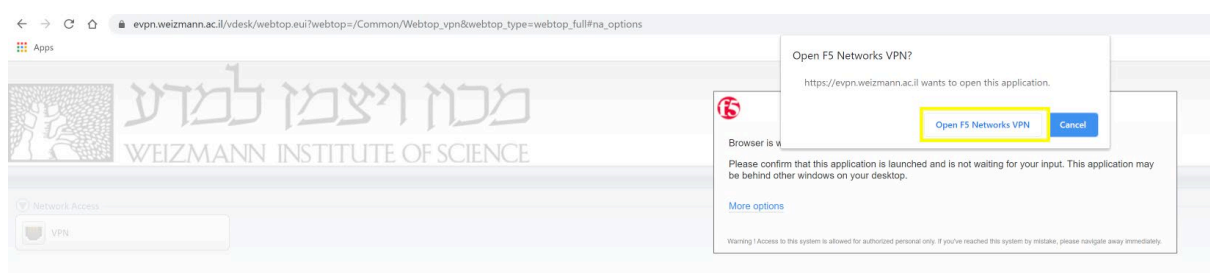 evpn.weizmann.ac.il/vdesk/webtop.eui?webtop=/Common/Webtop_vpn&webtop_type=webtop_full#na_options
Apps
Open F5 Networks VPN?
https://evpn.weizmann.ac.il wants to open this application.
Open F5 Networks VPN
Cancel
מכון ויצמן למדע
WEIZMANN INSTITUTE OF SCIENCE
f5
Browser is w
Please confirm that this application is launched and is not waiting for your input. This application may
be behind other windows on your desktop.
More options
Warning ! Access to this system is allowed for authorized personal only. If you've reached this system by mistake, please navigate away immediately.
Network Access
VPN